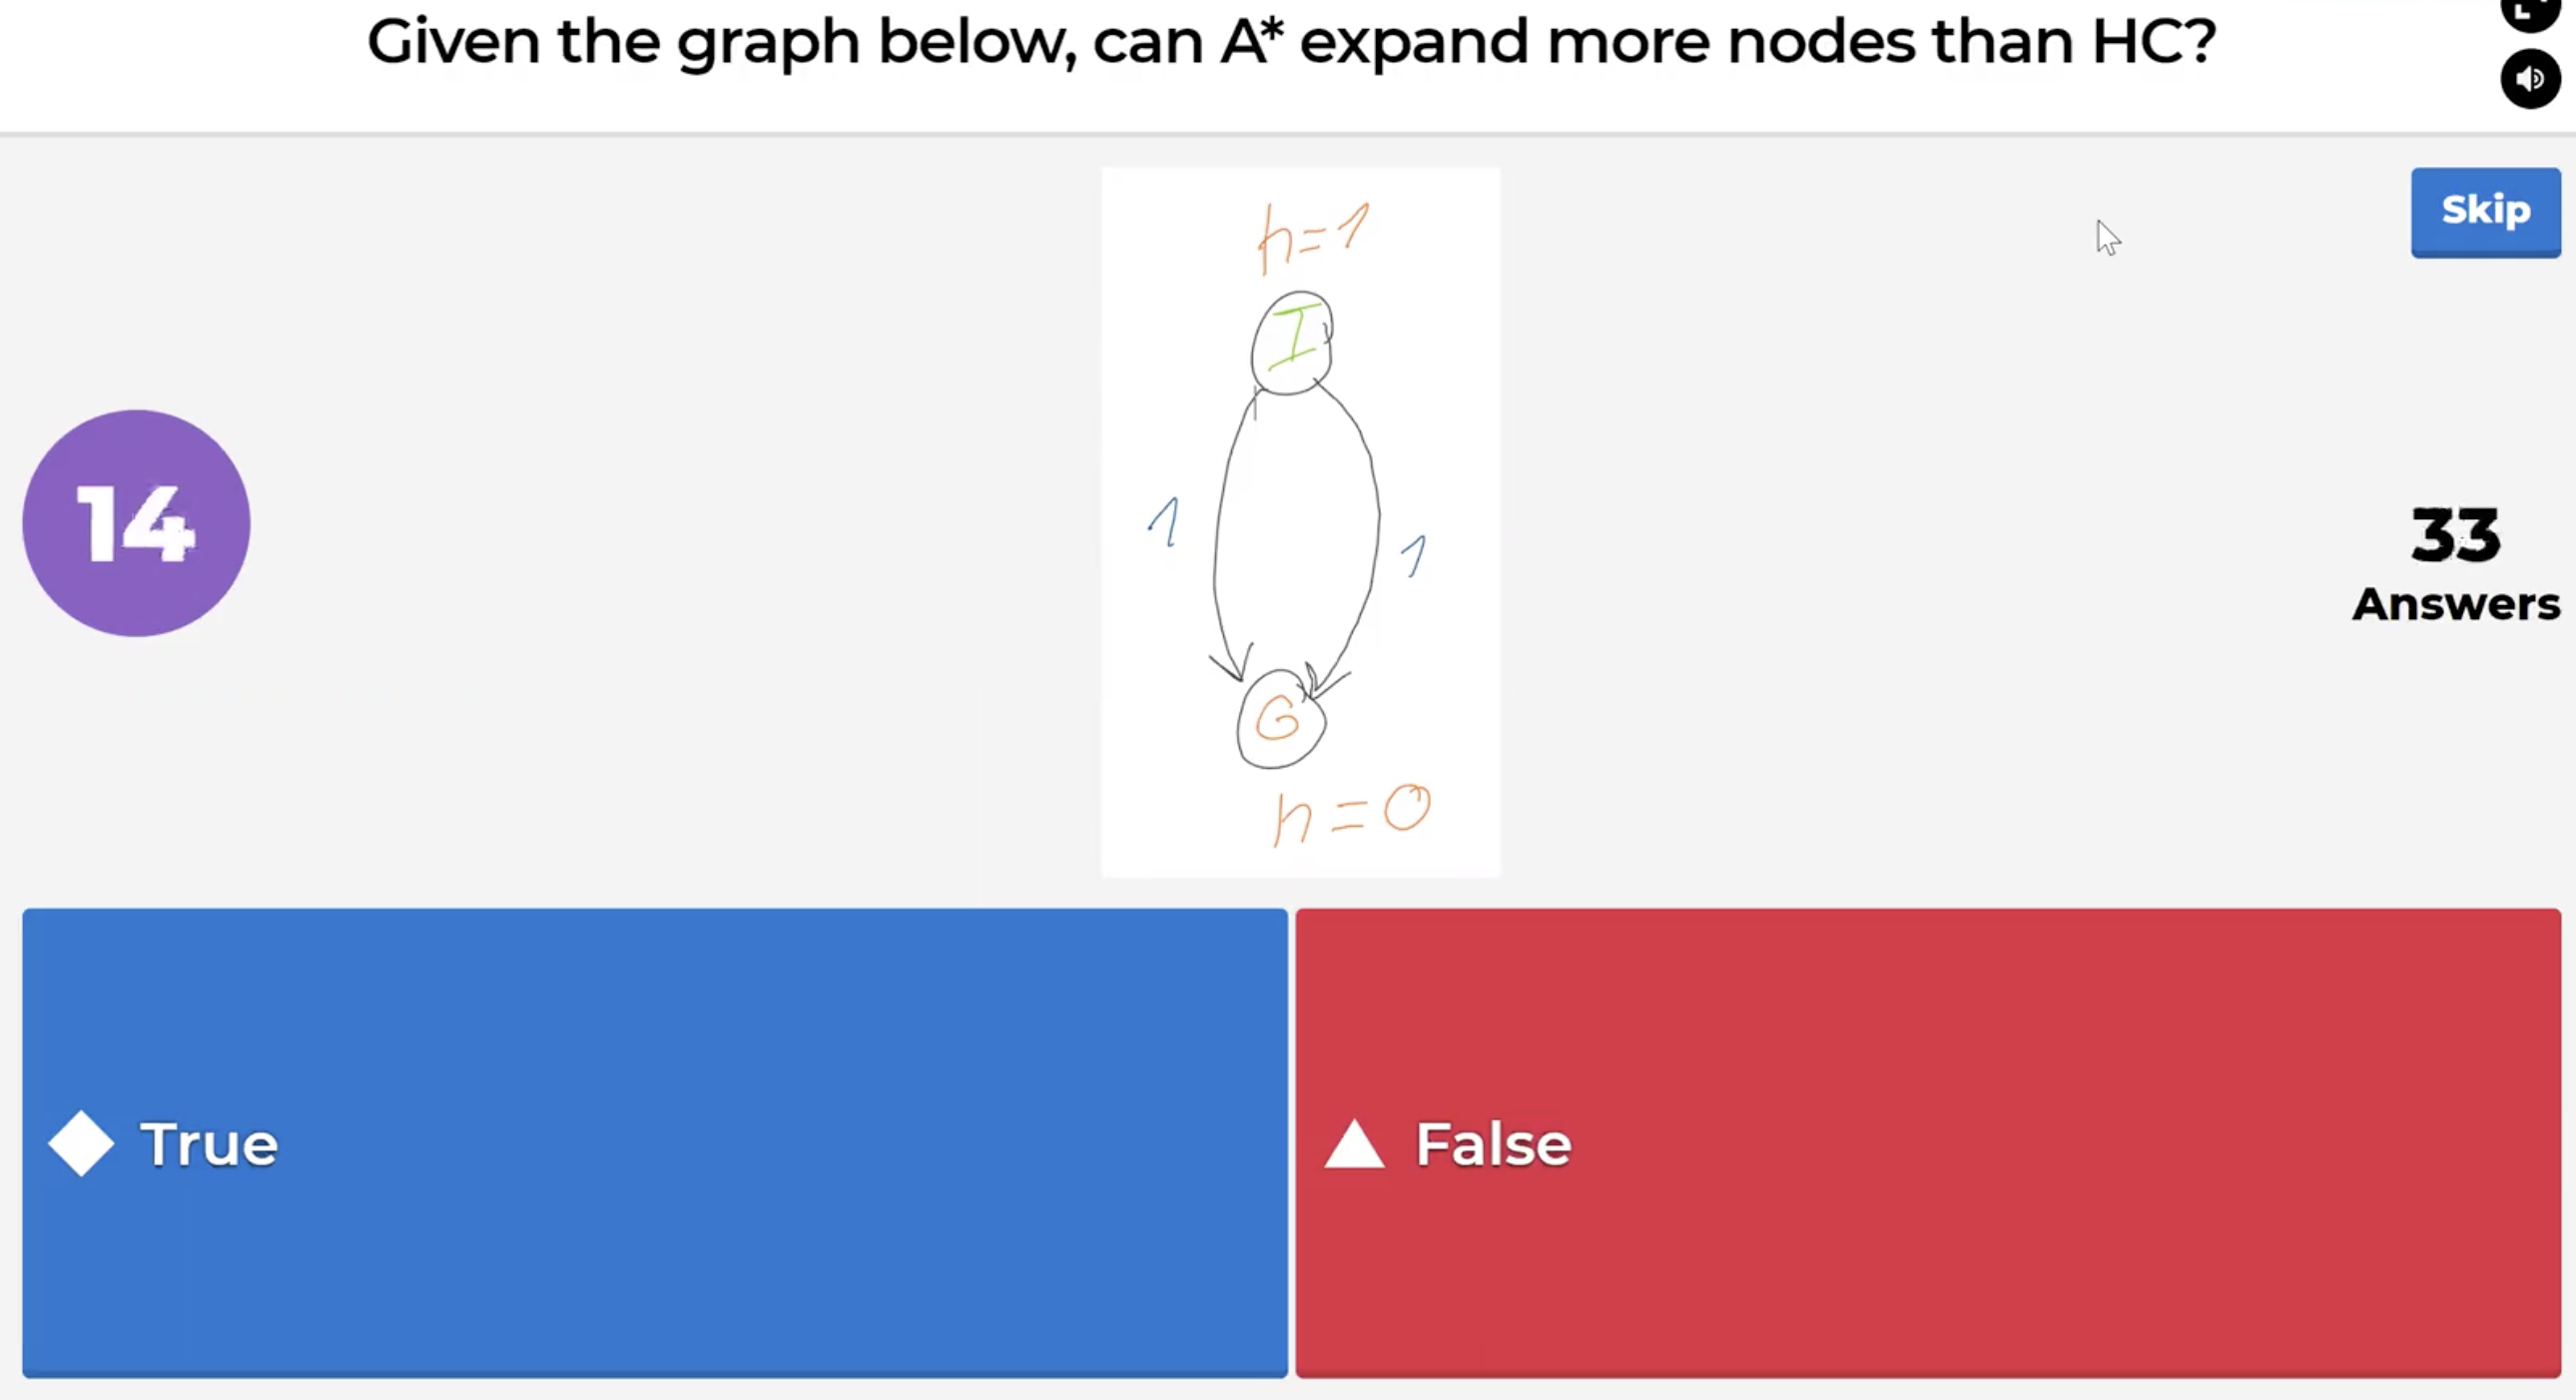 Given the graph below, can A* expand more nodes than HC?
Skip
h=1
I
14
1
1
33
Answers
G
h=0
True
False